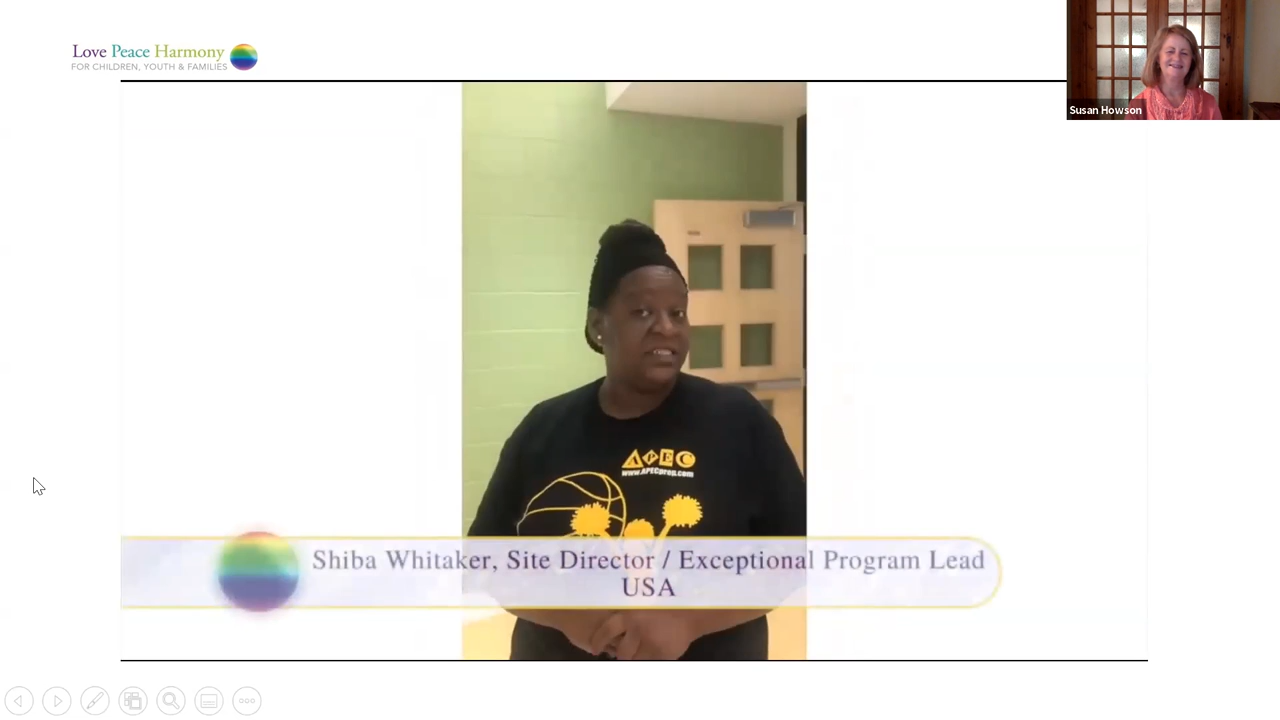 Love Peace Harmony
FOR CHILDREN, YOUTH & FAMILIES
Susan Howson
APEC
www.APECprep.com
Shiba Whitaker, Site Director / Exceptional Program Lead
USA